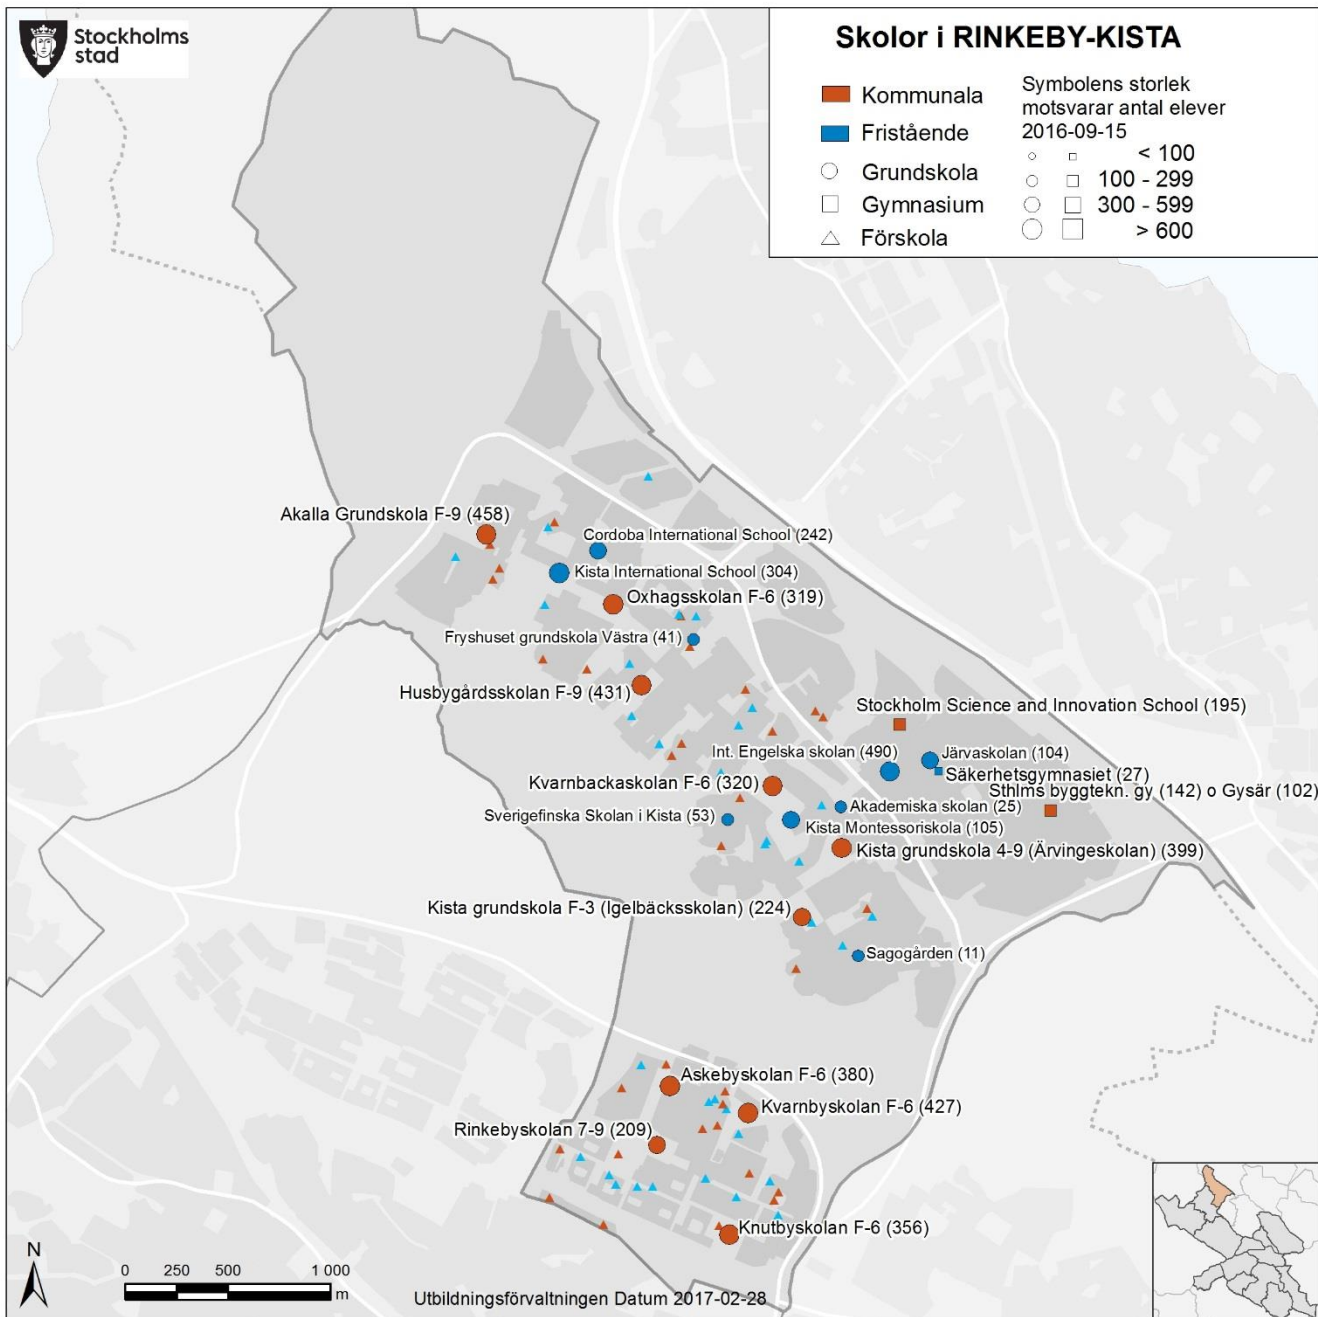 Stockholms
stad
Skolor i RINKEBY-KISTA
Kommunala
Fristående
Grundskola
Gymnasium
Förskola
Symbolens storlek
motsvarar antal elever
2016-09-15
< 100
100 - 299
300 - 599
> 600
Akalla Grundskola F-9 (458)
Cordoba International School (242)
Kista International School (304)
Oxhagsskolan F-6 (319)
Fryshuset grundskola Västra (41)
Husbygårdsskolan F-9 (431)
Stockholm Science and Innovation School (195)
Int. Engelska skolan (490)
Järvaskolan (104)
Säkerhetsgymnasiet (27)
Kvarnbackaskolan F-6 (320)
Sthlms byggtekn. gy (142) o Gysär (102)
Akademiska skolan (25)
Sverigefinska Skolan i Kista (53)
Kista Montessoriskola (105)
Kista grundskola 4-9 (Ärvingeskolan) (399)
Kista grundskola F-3 (Igelbäcksskolan) (224)
Sagogården (11)
Askebyskolan F-6 (380)
Kvarnbyskolan F-6 (427)
Rinkebyskolan 7-9 (209)
Knutbyskolan F-6 (356)
N
0 250 500 1 000
m
Utbildningsförvaltningen Datum 2017-02-28